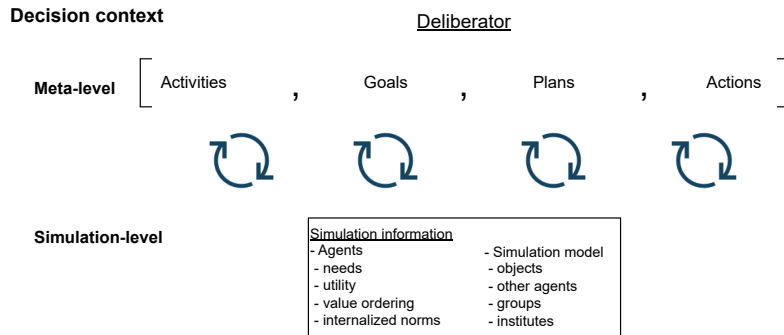 Decision context
Deliberator
Meta-level
Activities , Goals , Plans , Actions
Simulation-level
Simulation information
- Agents
- needs
- utility
- value ordering
- internalized norms
- Simulation model
- objects
- other agents
- groups
- institutes